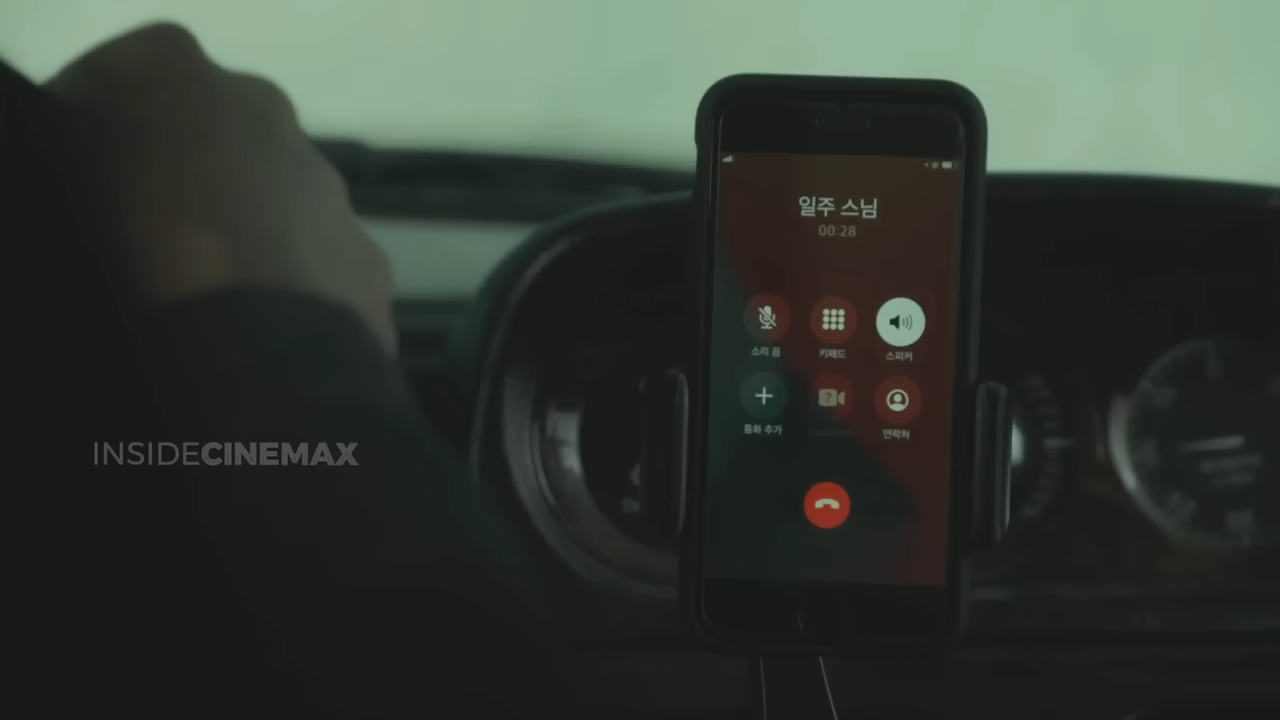 일주 스님
00:28
소리 끔
키패드
스피커
통화 추가
연락처
INSIDECINEMAX